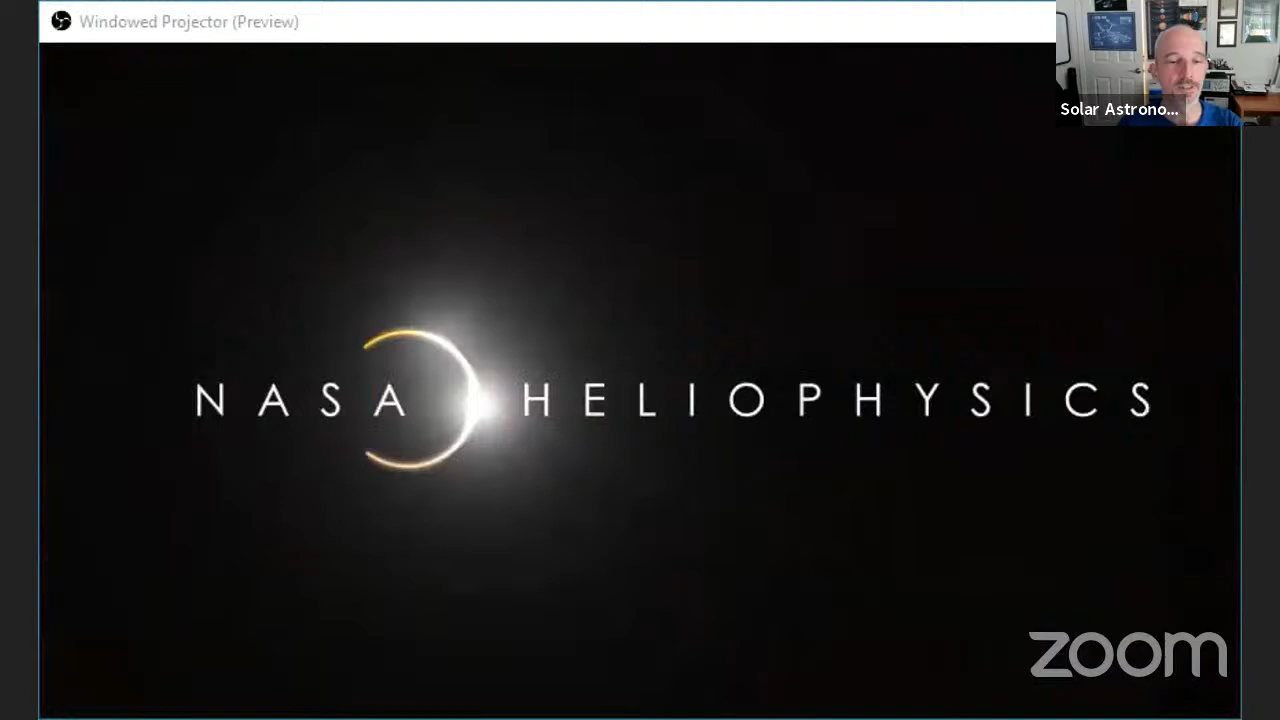 Windowed Projector (Preview)
Solar Astrono...
NASA HELIOPHYSICS
zoom